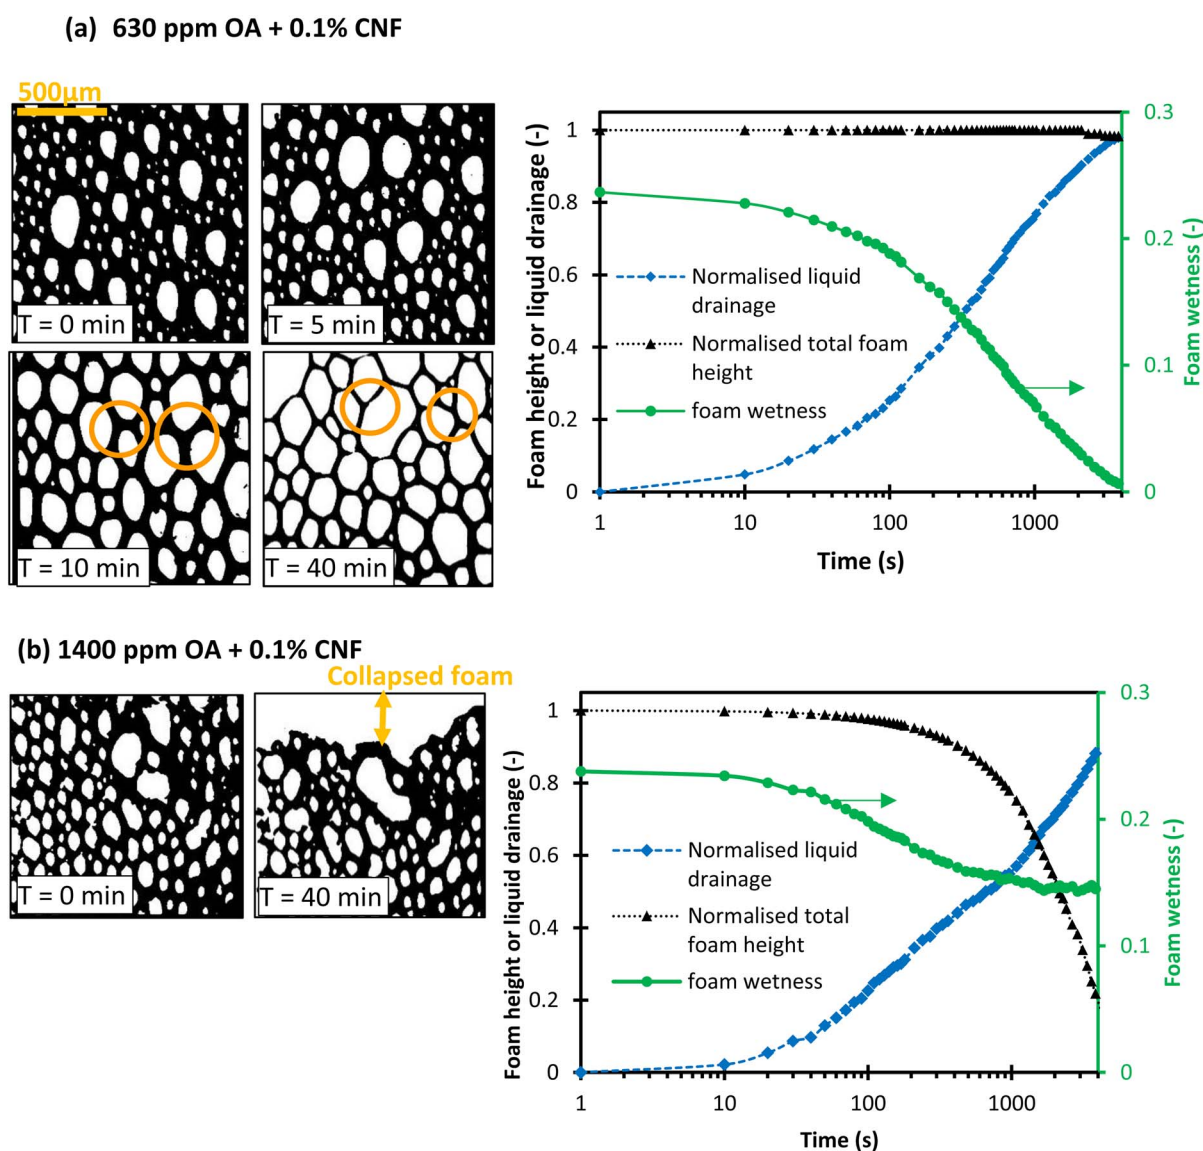 (a) 630 ppm OA + 0.1% CNF
500µm
T = 0 min
T = 5 min
T = 10 min
T = 40 min
Foam height or liquid drainage (-)
1
0.8
0.6
0.4
0.2
0
Normalised liquid
drainage
Normalised total foam
height
foam wetness
0.3
0.2
0.1
0
Foam wetness (-)
1
10
100
1000
Time (s)
(b) 1400 ppm OA + 0.1% CNF
Collapsed foam
T = 0 min
T = 40 min
Foam height or liquid drainage (-)
1
0.8
0.6
0.4
0.2
0
Normalised liquid
drainage
Normalised total
foam height
foam wetness
0.3
0.2
0.1
0
Foam wetness (-)
1
10
100
1000
Time (s)